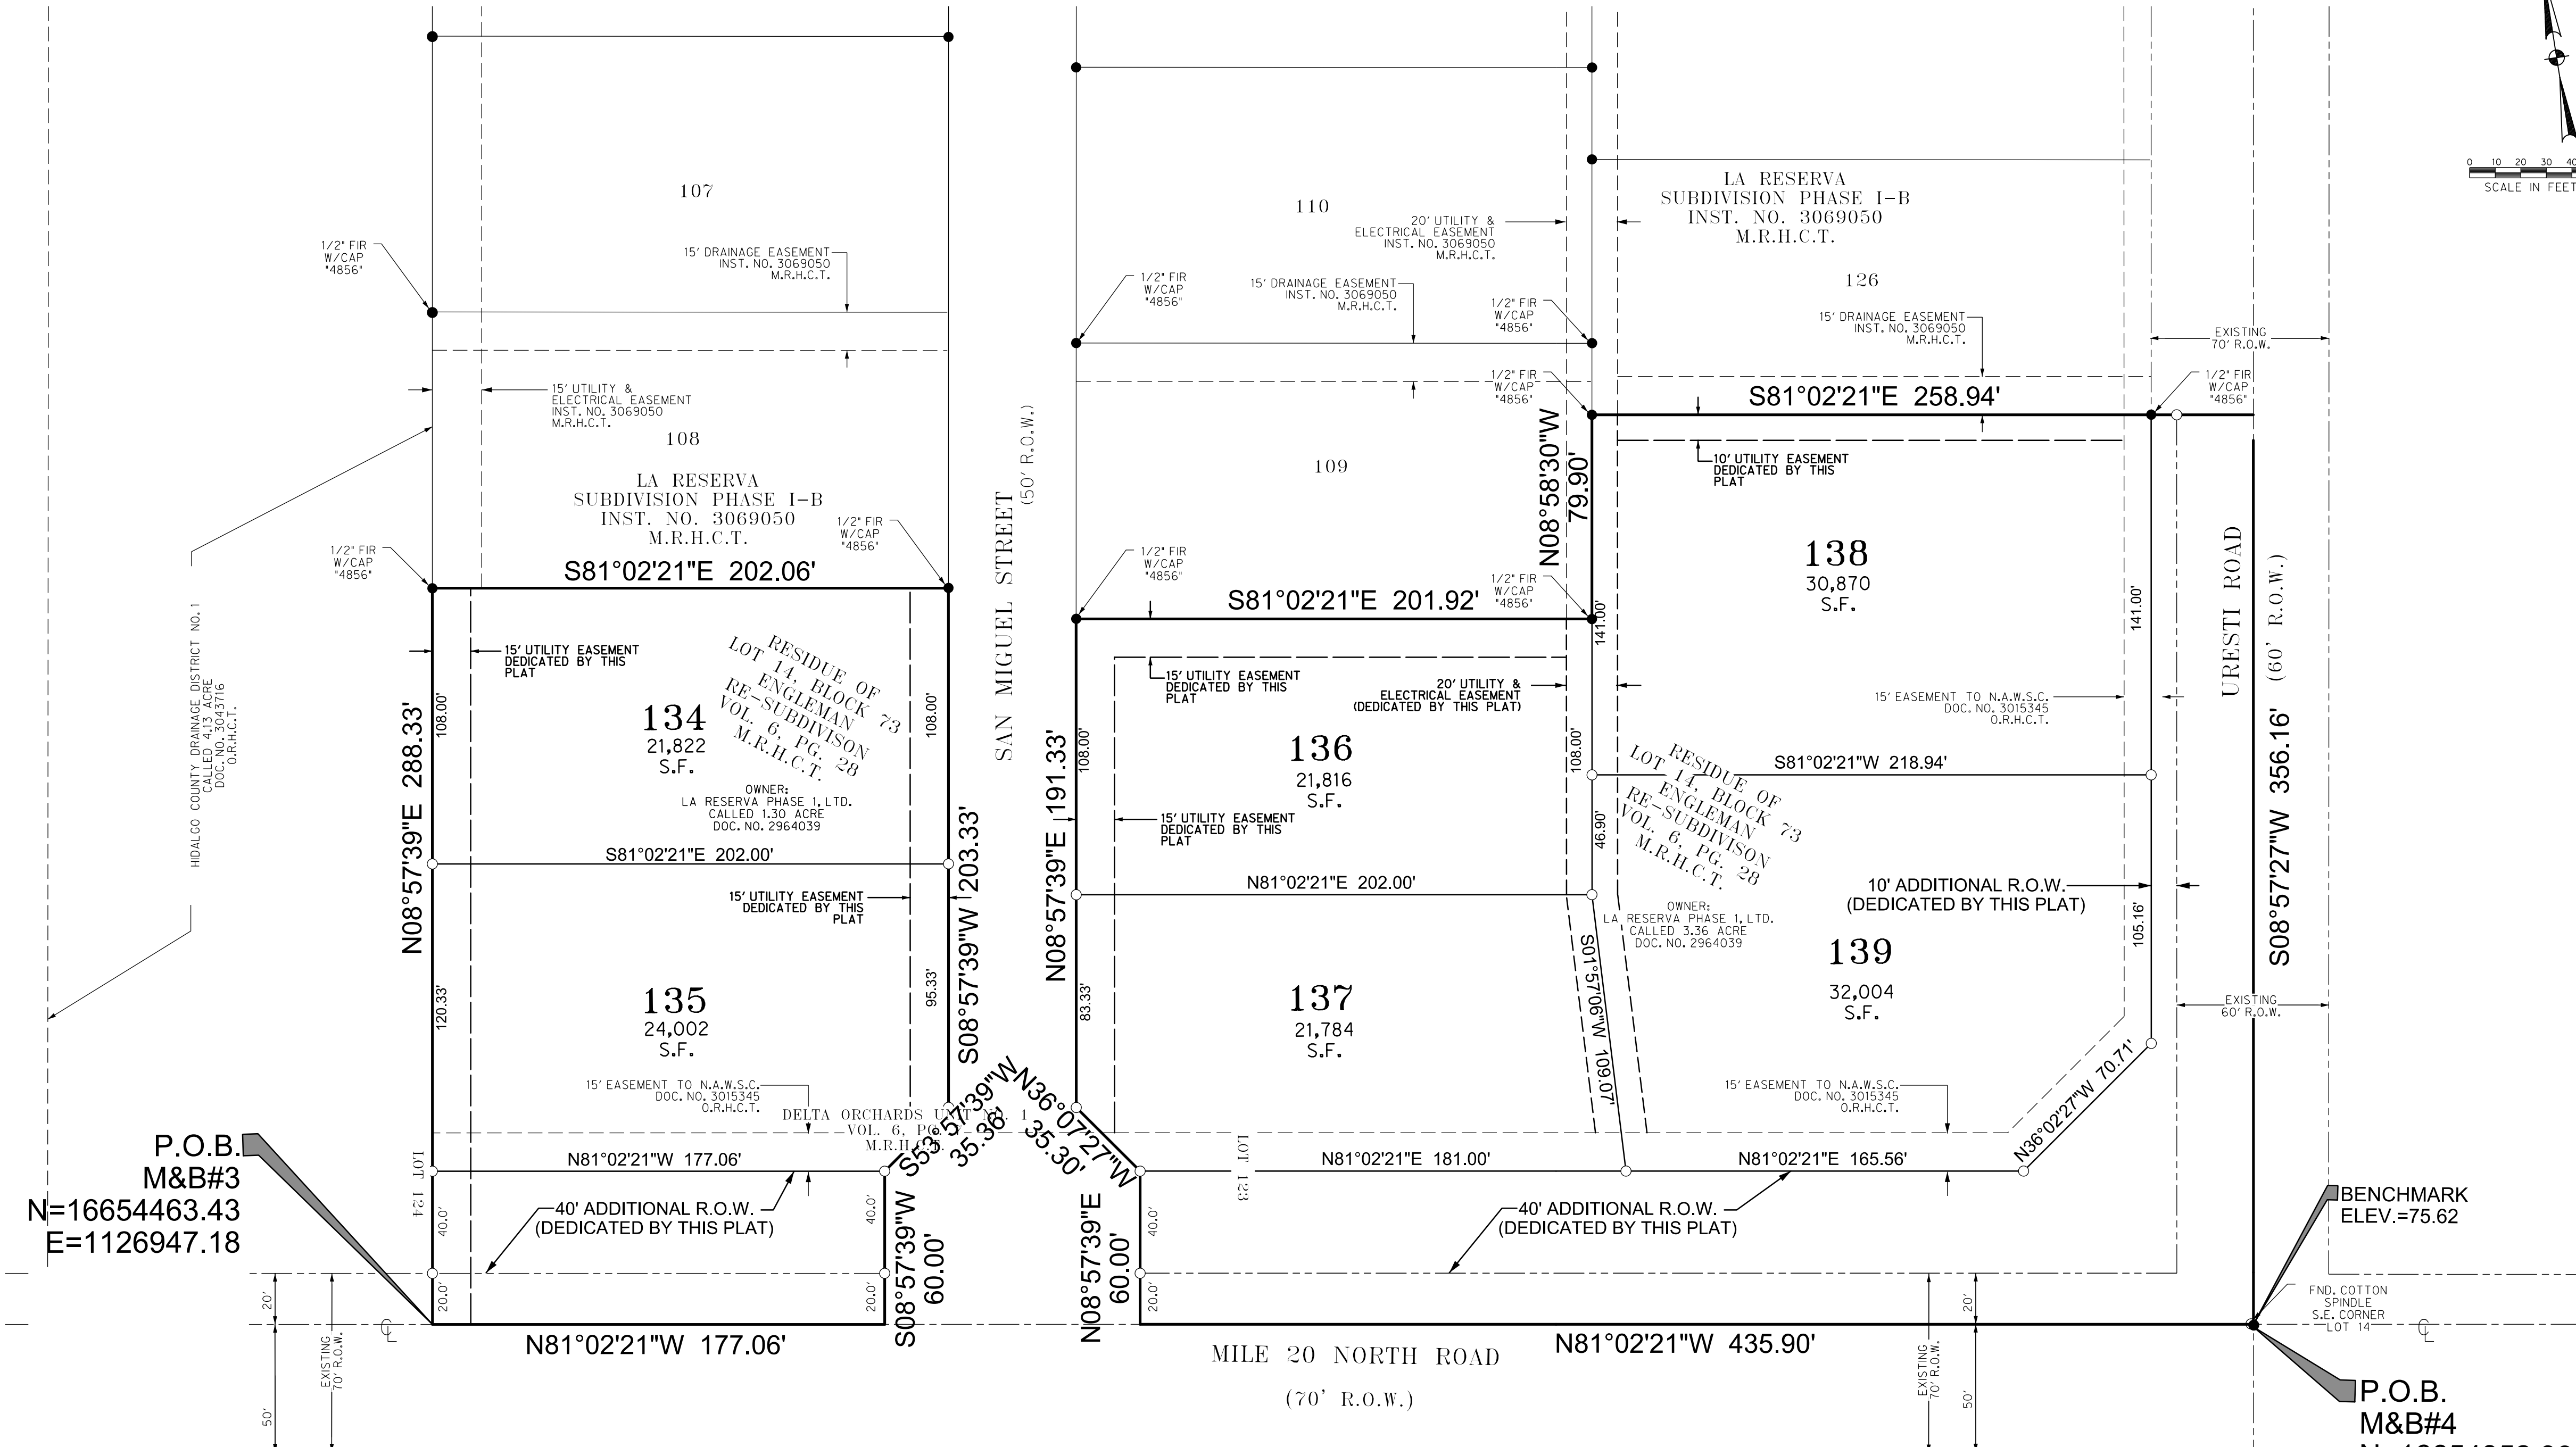 107
110
LA RESERVA
SUBDIVISION PHASE I-B
INST. NO. 3069050
M.R.H.C.T.
126
0 10 20 30
SCALE IN FEET
1/2" FIR
W/CAP
"4856"
15' DRAINAGE EASEMENT
INST. NO. 3069050
M.R.H.C.T.
20' UTILITY &
ELECTRICAL EASEMENT
INST. NO. 3069050
M.R.H.C.T.
1/2" FIR
W/CAP
"4856"
15' DRAINAGE EASEMENT
INST. NO. 3069050
M.R.H.C.T.
1/2" FIR
W/CAP
"4856"
15' DRAINAGE EASEMENT
INST. NO. 3069050
M.R.H.C.T.
EXISTING
70' R.O.W.
1/2" FIR
W/CAP
"4856"
1/2" FIR
W/CAP
"4856"
15' UTILITY &
ELECTRICAL EASEMENT
INST. NO. 3069050
M.R.H.C.T.
108
LA RESERVA
SUBDIVISION PHASE I-B
INST. NO. 3069050
M.R.H.C.T.
1/2" FIR
W/CAP
"4856"
1/2" FIR
W/CAP
"4856"
S81°02'21"E 202.06'
SAN MIGUEL STREET
(50' R.O.W.)
109
1/2" FIR
W/CAP
"4856"
1/2" FIR
W/CAP
"4856"
S81°02'21"E 201.92'
N08°58'30"W
79.90'
S81°02'21"E 258.94'
10' UTILITY EASEMENT
DEDICATED BY THIS
PLAT
138
30,870
S.F.
141.00'
141.00'
URESTI ROAD
(60' R.O.W.)
S08°57'27"W 356.16'
HIDALGO COUNTY DRAINAGE DISTRICT NO. 1
CALLED 4.13 ACRE
DOC. NO. 3043716
O.R.H.C.T.
N08°57'39"E 288.33'
108.00'
15' UTILITY EASEMENT
DEDICATED BY THIS
PLAT
134
21,822
S.F.
RESIDUE OF
LOT 14, BLOCK 73
ENGLEMAN
RE-SUBDIVISON
VOL. 6, PG. 28
M.R.H.C.T.
OWNER:
LA RESERVA PHASE 1, LTD.
CALLED 1.30 ACRE
DOC. NO. 2964039
108.00'
S08°57'39"W 203.33'
S81°02'21"E 202.00'
15' UTILITY EASEMENT
DEDICATED BY THIS
PLAT
120.33'
135
24,002
S.F.
95.33'
15' EASEMENT TO N.A.W.S.C.
DOC. NO. 3015345
O.R.H.C.T.
N08°57'39"E 191.33'
108.00'
15' UTILITY EASEMENT
DEDICATED BY THIS
PLAT
20' UTILITY &
ELECTRICAL EASEMENT
(DEDICATED BY THIS PLAT)
136
21,816
S.F.
15' UTILITY EASEMENT
DEDICATED BY THIS
PLAT
108.00'
46.90'
N81°02'21"E 202.00'
15' EASEMENT TO N.A.W.S.C.
DOC. NO. 3015345
O.R.H.C.T.
RESIDUE OF
LOT 14, BLOCK 73
ENGLEMAN
RE-SUBDIVISON
VOL. 6, PG. 28
M.R.H.C.T.
S81°02'21"W 218.94'
OWNER:
LA RESERVA PHASE 1, LTD.
CALLED 3.36 ACRE
DOC. NO. 2964039
10' ADDITIONAL R.O.W.
(DEDICATED BY THIS PLAT)
139
32,004
S.F.
105.16'
EXISTING
60' R.O.W.
83.33'
137
21,784
S.F.
S01°57'06"W 109.07'
15' EASEMENT TO N.A.W.S.C.
DOC. NO. 3015345
O.R.H.C.T.
N36°02'27"W 70.71'
DELTA ORCHARDS UNIT NO. 1
VOL. 6, PG.
M.R.H.C.T.
S53°57'39"W
35.36'
N36°07'27"W
35.30'
P.O.B.
M&B#3
N=16654463.43
E=1126947.18
LOT 124
N81°02'21"W 177.06'
LOT 123
N81°02'21"E 181.00'
N81°02'21"E 165.56'
40' ADDITIONAL R.O.W.
(DEDICATED BY THIS PLAT)
40' ADDITIONAL R.O.W.
(DEDICATED BY THIS PLAT)
40.0'
20.0'
40.0'
20.0'
S08°57'39"W
60.00'
N08°57'39"E
60.00'
40.0'
20.0'
BENCHMARK
ELEV.=75.62
FND. COTTON
SPINDLE
S.E. CORNER
LOT 14
20'
50'
EXISTING
70' R.O.W.
N81°02'21"W 177.06'
N81°02'21"W 435.90'
MILE 20 NORTH ROAD
(70' R.O.W.)
EXISTING
70' R.O.W.
20'
50'
P.O.B.
M&B#4